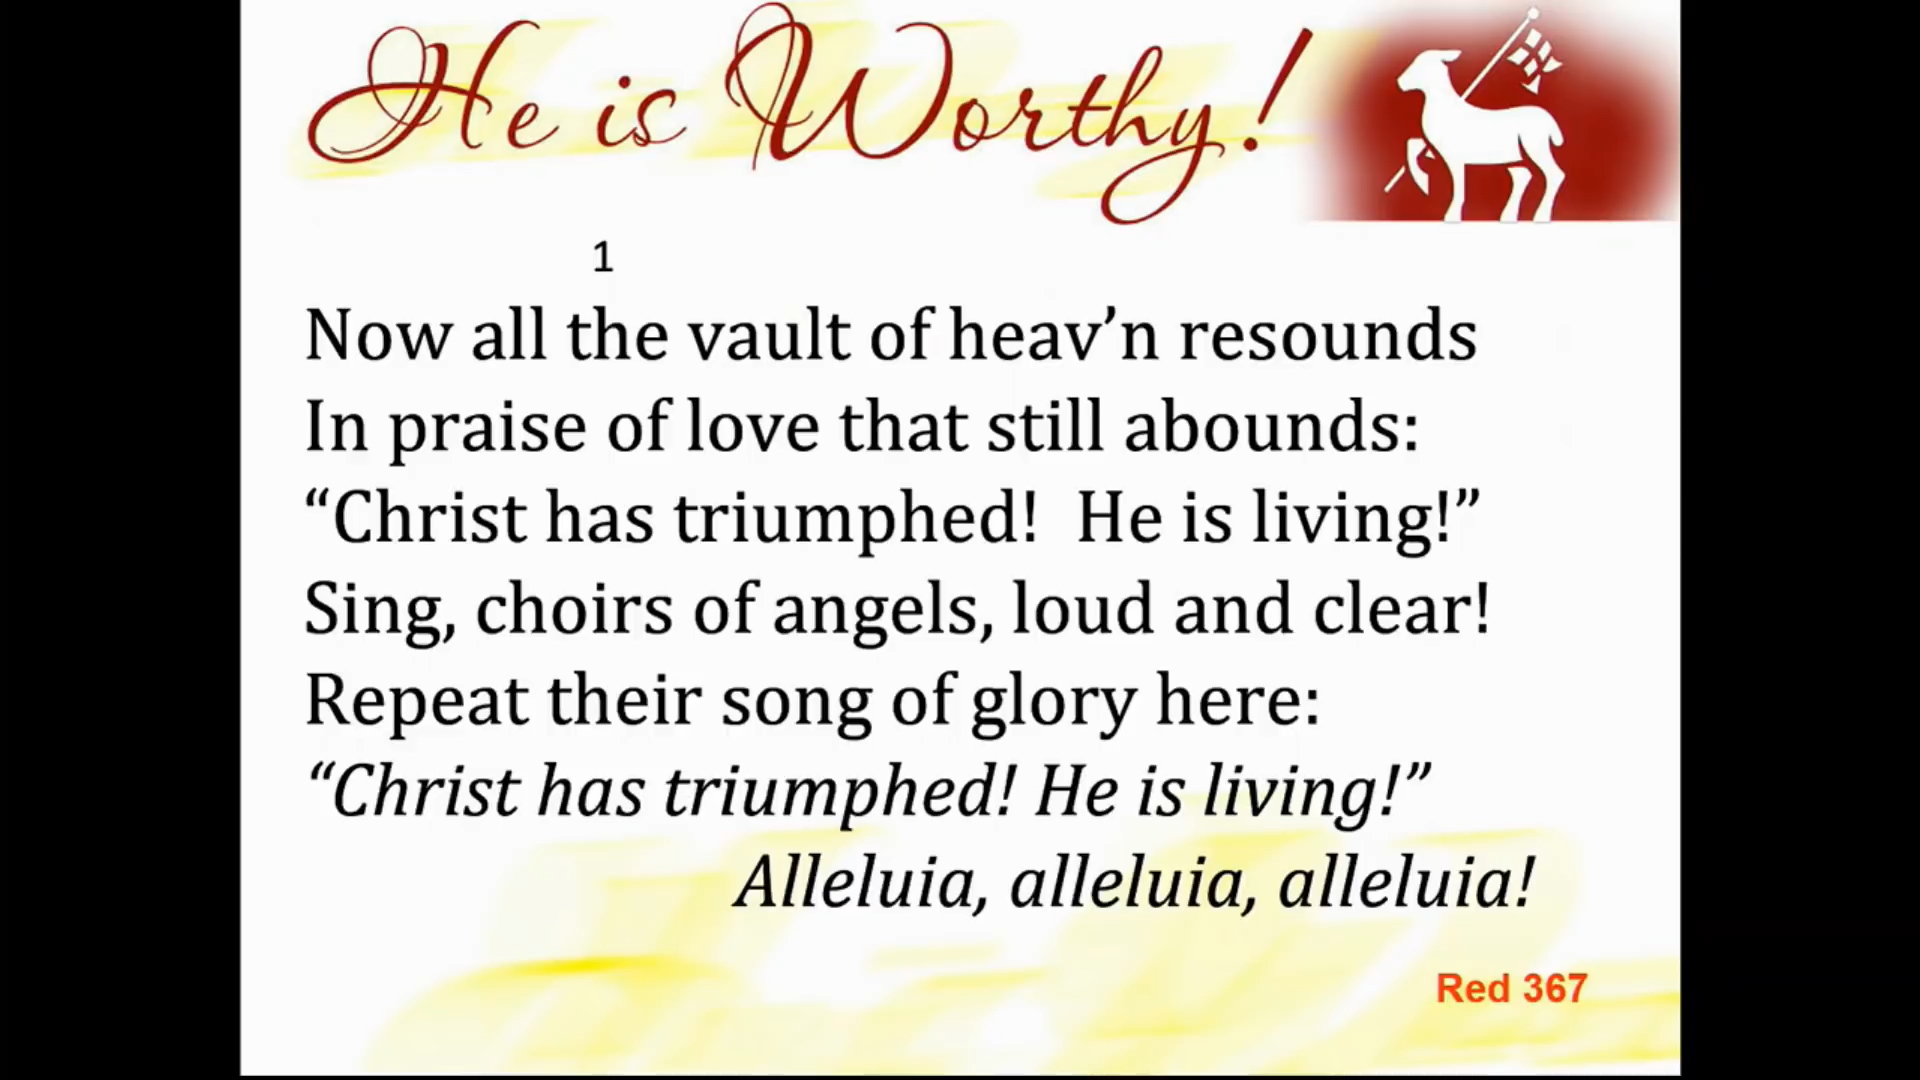 He is Worthy!
1
Now all the vault of heav’n resounds
In praise of love that still abounds:
“Christ has triumphed!  He is living!”
Sing, choirs of angels, loud and clear!
Repeat their song of glory here:
“Christ has triumphed! He is living!”
Alleluia, alleluia, alleluia!
Red 367